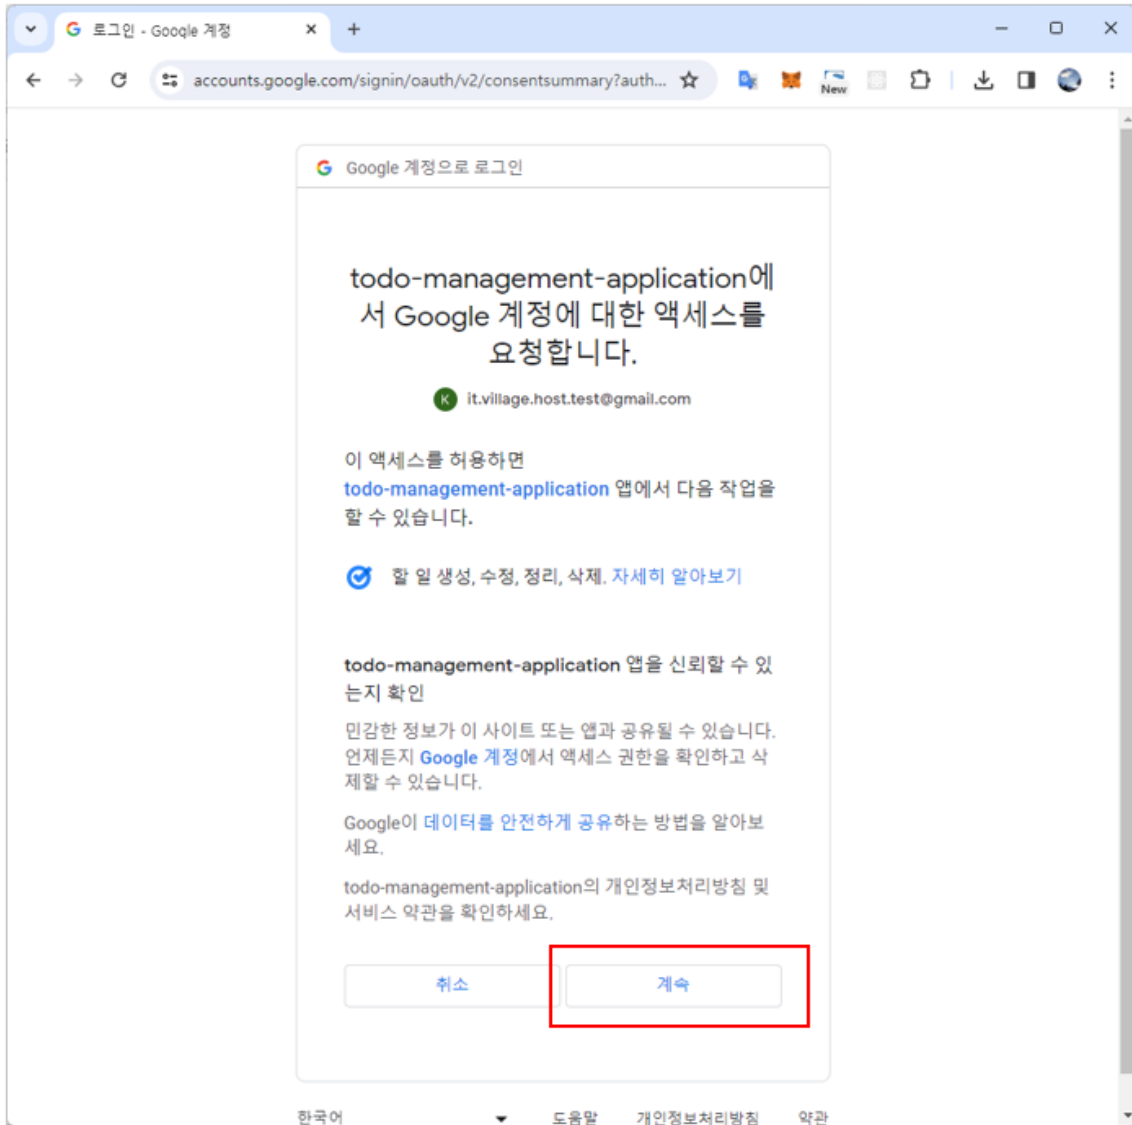 로그인 - Google 계정
accounts.google.com/signin/oauth/v2/consentsummary?auth...
New
Google 계정으로 로그인
todo-management-application에
서 Google 계정에 대한 액세스를
요청합니다.
K it.village.host.test@gmail.com
이 액세스를 허용하면
todo-management-application 앱에서 다음 작업을
할 수 있습니다.
할 일 생성, 수정, 정리, 삭제. 자세히 알아보기
todo-management-application 앱을 신뢰할 수 있
는지 확인
민감한 정보가 이 사이트 또는 앱과 공유될 수 있습니다.
언제든지 Google 계정에서 액세스 권한을 확인하고 삭
제할 수 있습니다.
Google이 데이터를 안전하게 공유하는 방법을 알아보
세요.
todo-management-application의 개인정보처리방침 및
서비스 약관을 확인하세요.
취소 계속
한국어 도움말 개인정보처리방침 약관